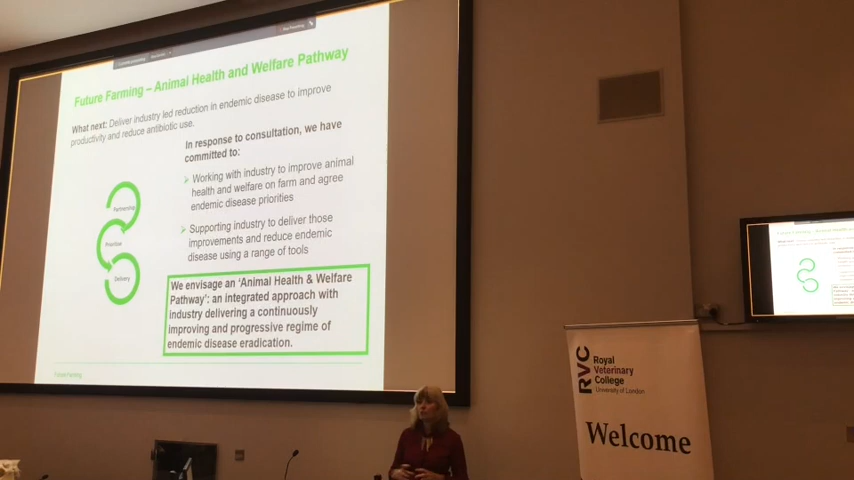 Future Farming – Animal Health and Welfare Pathway
What next: Deliver industry led reduction in endemic disease to improve
productivity and reduce antibiotic use.
In response to consultation, we have
committed to:
Working with industry to improve animal
health and welfare on farm and agree
endemic disease priorities
Supporting industry to deliver those
improvements and reduce endemic
disease using a range of tools
Partnership
Prioritise
Delivery
We envisage an ‘Animal Health & Welfare
Pathway’: an integrated approach with
industry delivering a continuously
improving and progressive regime of
endemic disease eradication.
Future Farming
RVC
Royal
Veterinary
College
University of London
Welcome